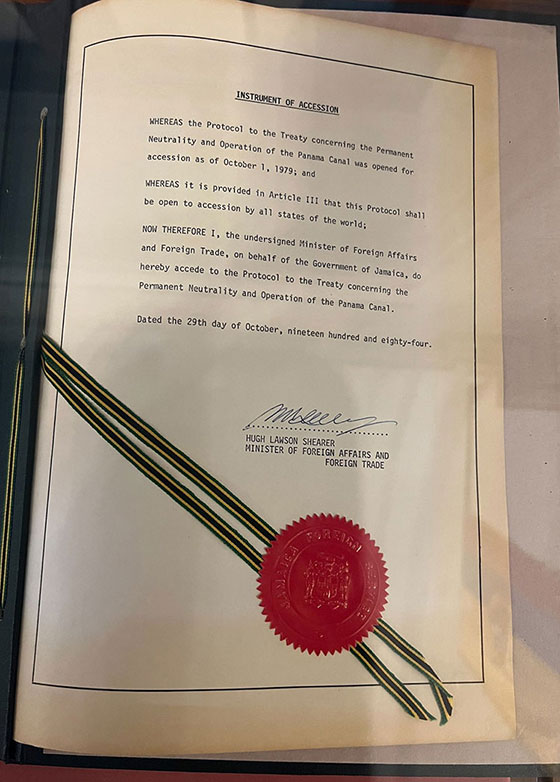 INSTRUMENT OF ACCESSION
WHEREAS the Protocol to the Treaty concerning the Permanent
Neutrality and Operation of the Panama Canal was opened for
accession as of October 1, 1979; and
WHEREAS it is provided in Article III that this Protocol shall
be open to accession by all states of the world;
NOW THEREFORE I, the undersigned Minister of Foreign Affairs
and Foreign Trade, on behalf of the Government of Jamaica, do
hereby accede to the Protocol to the Treaty concerning the
Permanent Neutrality and Operation of the Panama Canal.
Dated the 29th day of October, nineteen hundred and eighty-four.
HUGH LAWSON SHEARER
MINISTER OF FOREIGN AFFAIRS AND
FOREIGN TRADE
JAMAICA FOREIGN SERVICE